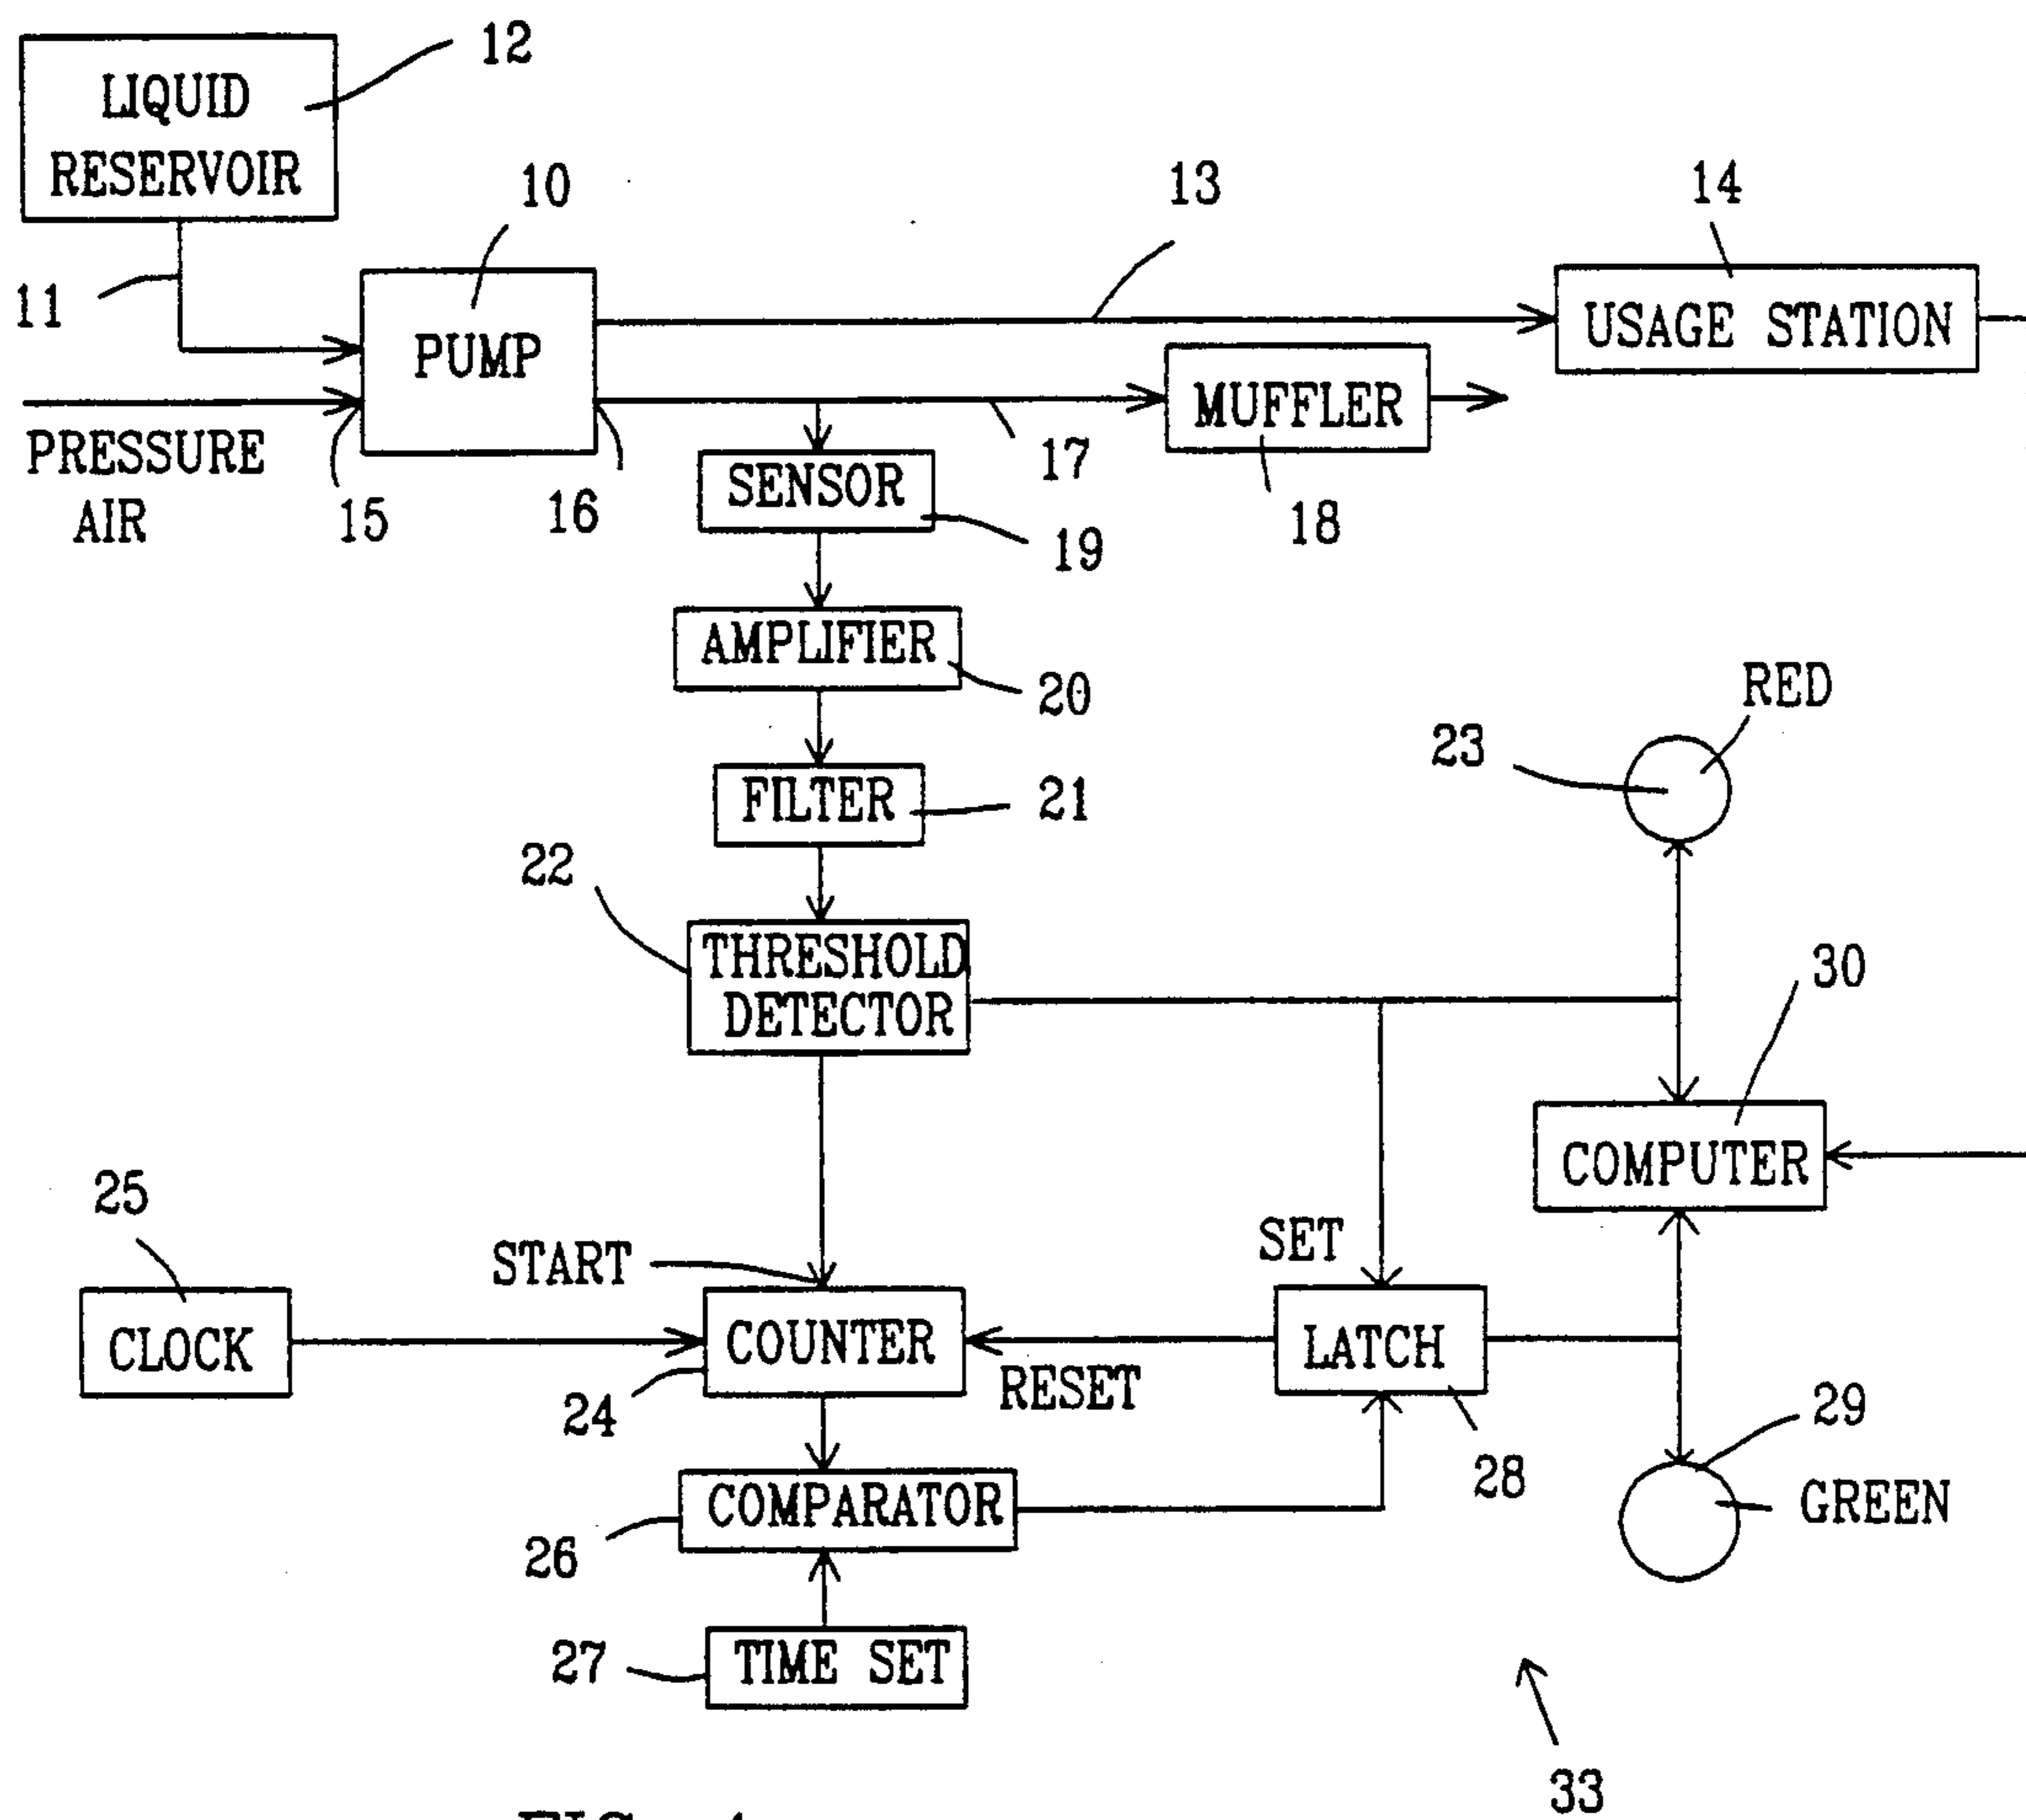 12
LIQUID
RESERVOIR
10
13
14
11
PUMP
USAGE STATION
MUFFLER
PRESSURE
AIR
15
16
SENSOR
17
18
19
AMPLIFIER
20
RED
23
FILTER
21
22
THRESHOLD
DETECTOR
30
COMPUTER
25
START
SET
CLOCK
COUNTER
LATCH
24
RESET
29
COMPARATOR
28
GREEN
26
27
TIME SET
33